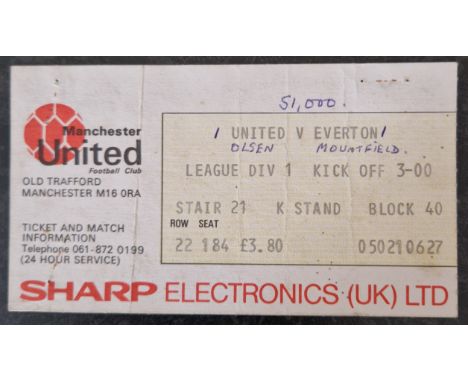 51,000.
Manchester
United
Football Club
OLD TRAFFORD
MANCHESTER M16 0RA
TICKET AND MATCH
INFORMATION
Telephone 061-872 0199
(24 HOUR SERVICE)
1 UNITED V EVERTON 1
OLSEN MOUNTFIELD.
LEAGUE DIV 1 KICK OFF 3-00
STAIR 21 K STAND BLOCK 40
ROW SEAT
22 184 £3.80 050210627
SHARP ELECTRONICS (UK) LTD